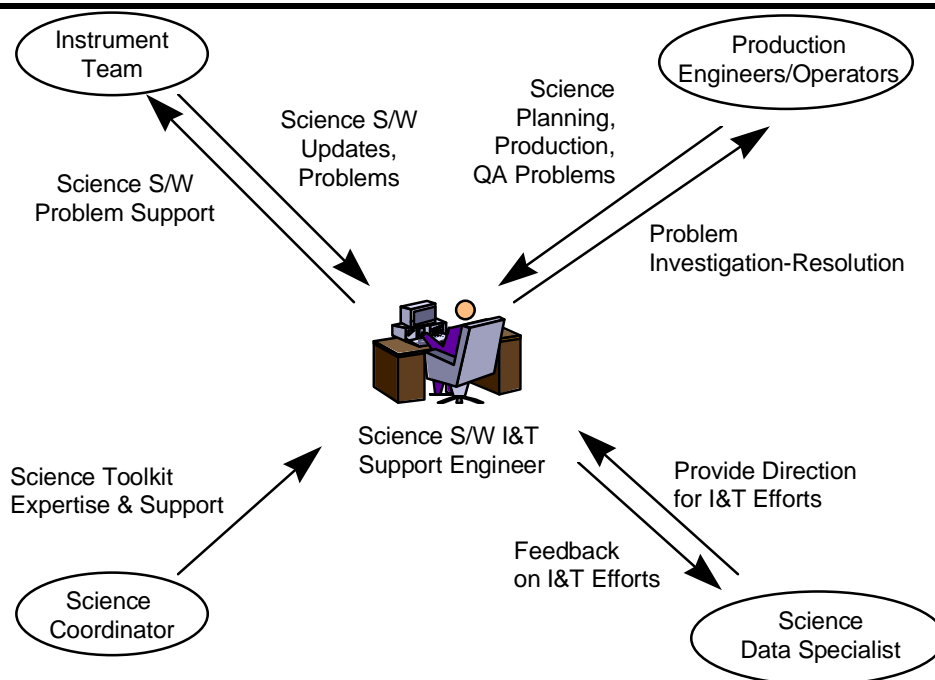 Instrument
Team
Production
Engineers/Operators
Science S/W
Updates,
Problems
Science
Planning,
Production,
QA Problems
Science S/W
Problem Support
Problem
Investigation-Resolution
Science S/W I&T
Support Engineer
Science Toolkit
Expertise & Support
Provide Direction
for I&T Efforts
Feedback
on I&T Efforts
Science
Coordinator
Science
Data Specialist